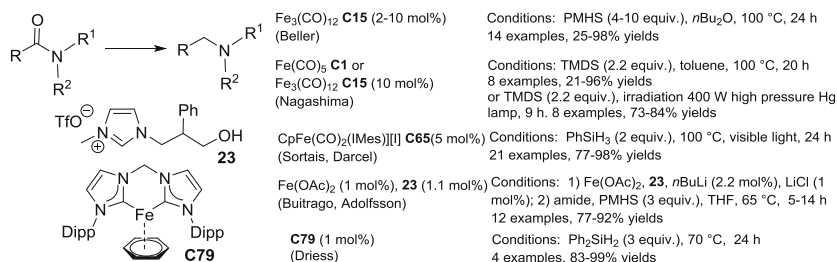 O
R N R¹
R²
R N R¹
R²
TfO⊖
N ⊕ N
Ph
OH
23
N N
N Fe N
Dipp Dipp
C79
Fe₃(CO)₁₂ C15 (2-10 mol%)
(Beller)
Conditions: PMHS (4-10 equiv.), nBu₂O, 100 °C, 24 h
14 examples, 25-98% yields
Fe(CO)₅ C1 or
Fe₃(CO)₁₂ C15 (10 mol%)
(Nagashima)
Conditions: TMDS (2.2 equiv.), toluene, 100 °C, 20 h
8 examples, 21-96% yields
or TMDS (2.2 equiv.), irradiation 400 W high pressure Hg
lamp, 9 h. 8 examples, 73-84% yields
CpFe(CO)₂(IMes)][I] C65(5 mol%)
(Sortais, Darcel)
Conditions: PhSiH₃ (2 equiv.), 100 °C, visible light, 24 h
21 examples, 77-98% yields
Fe(OAc)₂ (1 mol%), 23 (1.1 mol%)
(Buitrago, Adolfsson)
Conditions: 1) Fe(OAc)₂, 23, nBuLi (2.2 mol%), LiCl (1
mol%); 2) amide, PMHS (3 equiv.), THF, 65 °C, 5-14 h
12 examples, 77-92% yields
C79 (1 mol%)
(Driess)
Conditions: Ph₂SiH₂ (3 equiv.), 70 °C, 24 h
4 examples, 83-99% yields